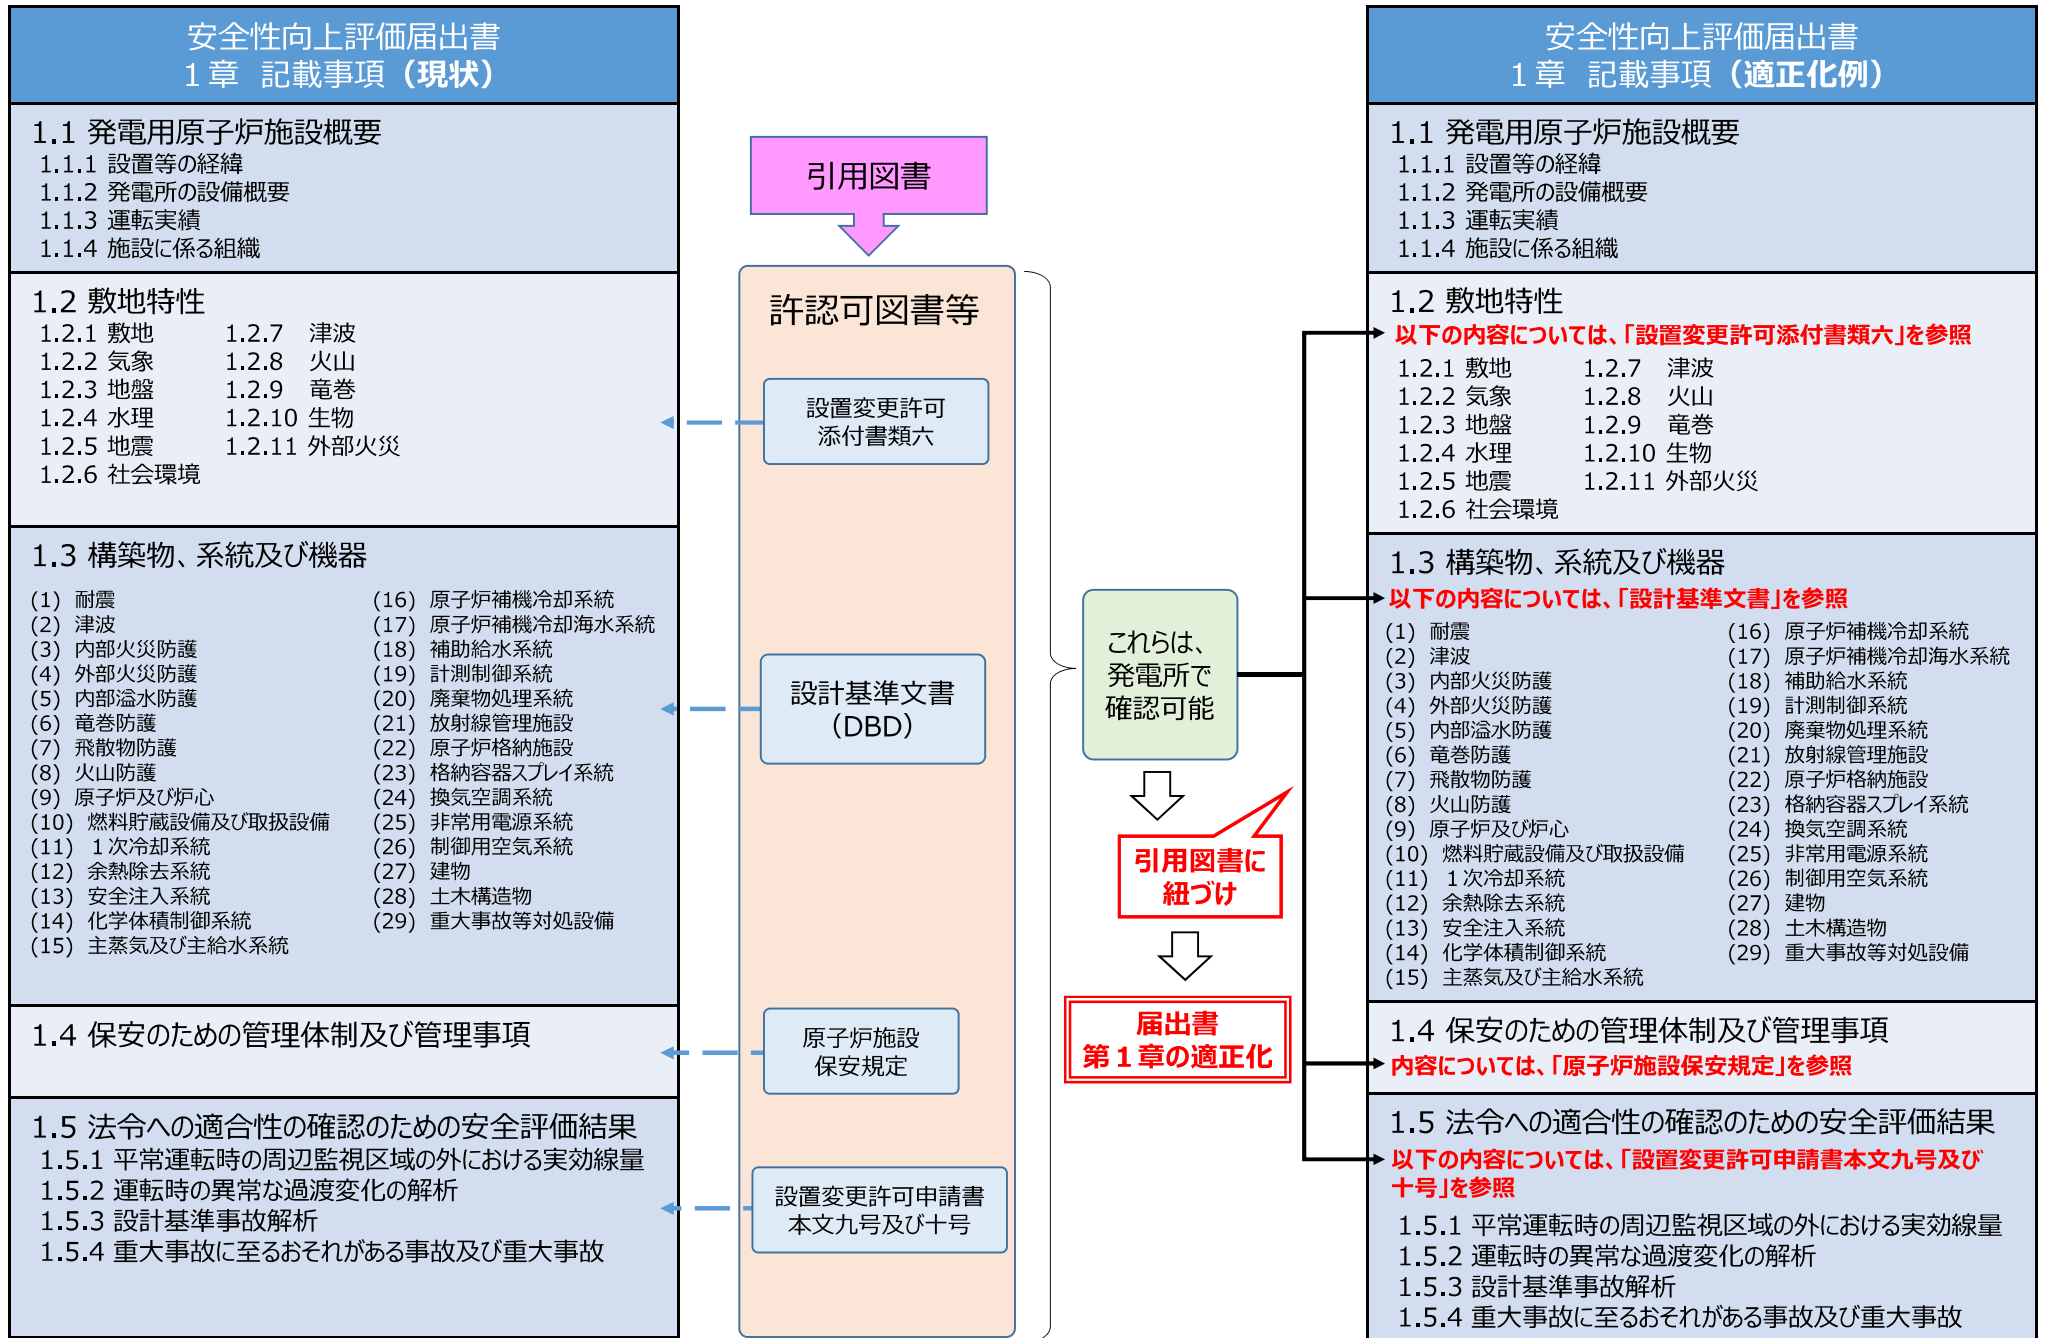 安全性向上評価届出書
1章 記載事項（現状）
1.1 発電用原子炉施設概要
1.1.1 設置等の経緯
1.1.2 発電所の設備概要
1.1.3 運転実績
1.1.4 施設に係る組織
1.2 敷地特性
1.2.1 敷地
1.2.2 気象
1.2.3 地盤
1.2.4 水理
1.2.5 地震
1.2.6 社会環境
1.2.7 津波
1.2.8 火山
1.2.9 竜巻
1.2.10 生物
1.2.11 外部火災
1.3 構築物、系統及び機器
(1) 耐震
(2) 津波
(3) 内部火災防護
(4) 外部火災防護
(5) 内部溢水防護
(6) 竜巻防護
(7) 飛散物防護
(8) 火山防護
(9) 原子炉及び炉心
(10) 燃料貯蔵設備及び取扱設備
(11) 1次冷却系統
(12) 余熱除去系統
(13) 安全注入系統
(14) 化学体積制御系統
(15) 主蒸気及び主給水系統
(16) 原子炉補機冷却系統
(17) 原子炉補機冷却海水系統
(18) 補助給水系統
(19) 計測制御系統
(20) 廃棄物処理系統
(21) 放射線管理施設
(22) 原子炉格納施設
(23) 格納容器スプレイ系統
(24) 換気空調系統
(25) 非常用電源系統
(26) 制御用空気系統
(27) 建物
(28) 土木構造物
(29) 重大事故等対処設備
1.4 保安のための管理体制及び管理事項
1.5 法令への適合性の確認のための安全評価結果
1.5.1 平常運転時の周辺監視区域の外における実効線量
1.5.2 運転時の異常な過渡変化の解析
1.5.3 設計基準事故解析
1.5.4 重大事故に至るおそれがある事故及び重大事故
引用図書
許認可図書等
設置変更許可
添付書類六
設計基準文書
（DBD）
原子炉施設
保安規定
設置変更許可申請書
本文九号及び十号
これらは、
発電所で
確認可能
引用図書に
紐づけ
届出書
第1章の適正化
安全性向上評価届出書
1章 記載事項（適正化例）
1.1 発電用原子炉施設概要
1.1.1 設置等の経緯
1.1.2 発電所の設備概要
1.1.3 運転実績
1.1.4 施設に係る組織
1.2 敷地特性
以下の内容については、「設置変更許可添付書類六」を参照
1.2.1 敷地
1.2.2 気象
1.2.3 地盤
1.2.4 水理
1.2.5 地震
1.2.6 社会環境
1.2.7 津波
1.2.8 火山
1.2.9 竜巻
1.2.10 生物
1.2.11 外部火災
1.3 構築物、系統及び機器
以下の内容については、「設計基準文書」を参照
(1) 耐震
(2) 津波
(3) 内部火災防護
(4) 外部火災防護
(5) 内部溢水防護
(6) 竜巻防護
(7) 飛散物防護
(8) 火山防護
(9) 原子炉及び炉心
(10) 燃料貯蔵設備及び取扱設備
(11) 1次冷却系統
(12) 余熱除去系統
(13) 安全注入系統
(14) 化学体積制御系統
(15) 主蒸気及び主給水系統
(16) 原子炉補機冷却系統
(17) 原子炉補機冷却海水系統
(18) 補助給水系統
(19) 計測制御系統
(20) 廃棄物処理系統
(21) 放射線管理施設
(22) 原子炉格納施設
(23) 格納容器スプレイ系統
(24) 換気空調系統
(25) 非常用電源系統
(26) 制御用空気系統
(27) 建物
(28) 土木構造物
(29) 重大事故等対処設備
1.4 保安のための管理体制及び管理事項
内容については、「原子炉施設保安規定」を参照
1.5 法令への適合性の確認のための安全評価結果
以下の内容については、「設置変更許可申請書本文九号及び
十号」を参照
1.5.1 平常運転時の周辺監視区域の外における実効線量
1.5.2 運転時の異常な過渡変化の解析
1.5.3 設計基準事故解析
1.5.4 重大事故に至るおそれがある事故及び重大事故